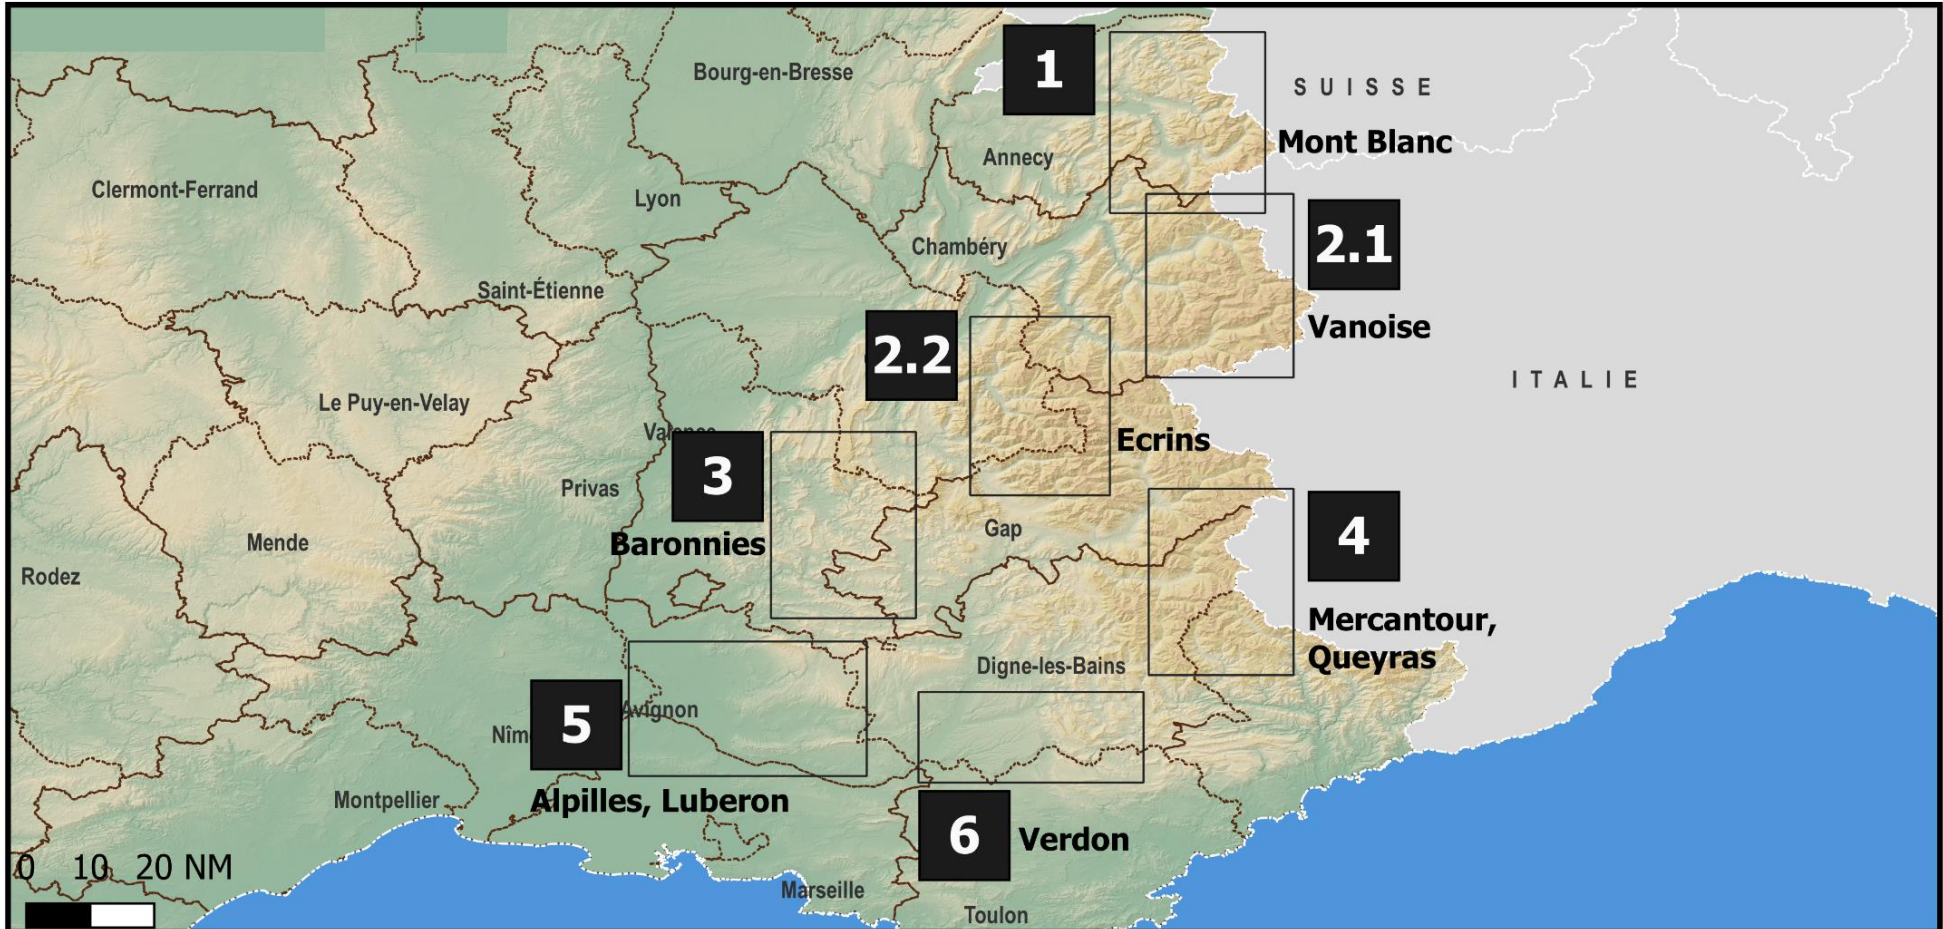 1
Bourg-en-Bresse
SUISSE
Mont Blanc
Annecy
Clermont-Ferrand
Lyon
2.1
Chambéry
Saint-Étienne
Vanoise
2.2
ITALIE
Le Puy-en-Velay
Valence
Ecrins
3
Privas
4
Gap
Mende
Baronnies
Rodez
Mercantour,
Queyras
Digne-les-Bains
5
Avignon
Nîm
Montpellier
Alpilles, Luberon
6
Verdon
0 10 20 NM
Marseille
Toulon